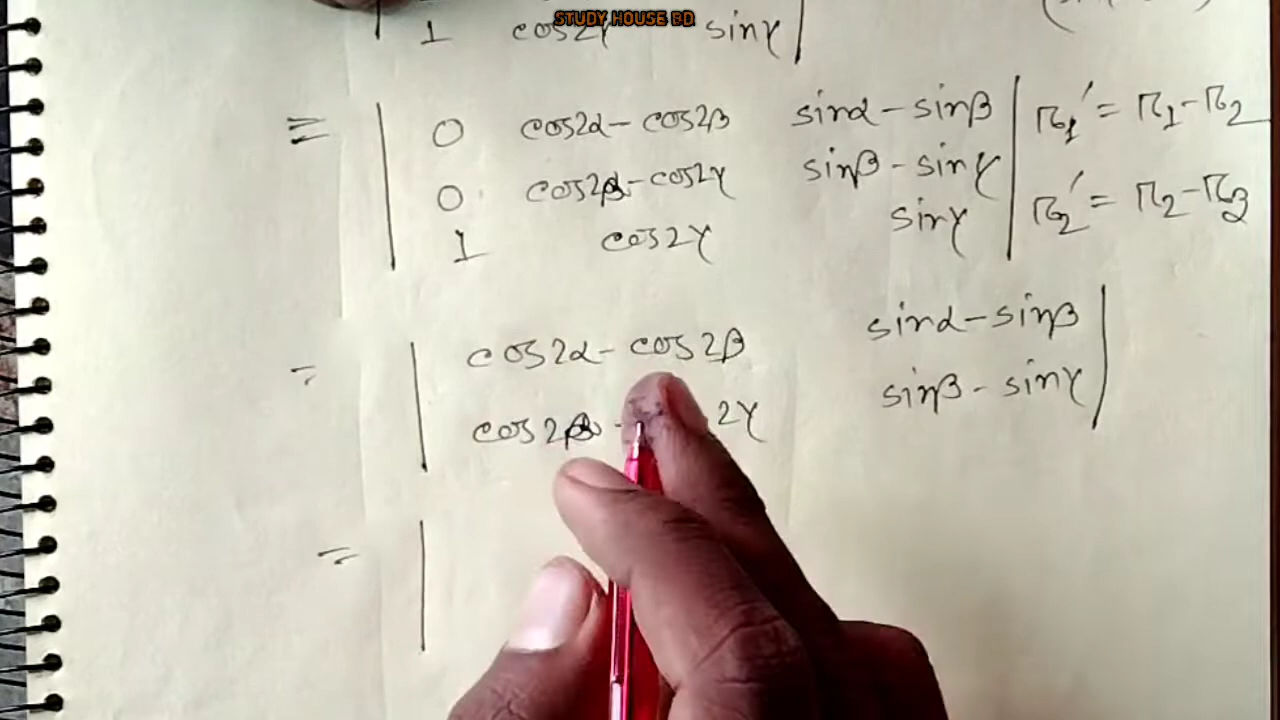 STUDY HOUSE BD
1 cos2γ sinγ
= | 0 cos2α - cos2β sinα - sinβ | r₁' = r₁ - r₂
0 cos2β - cos2γ sinβ - sinγ r₂' = r₂ - r₃
1 cos2γ sinγ
= | cos2α - cos2β sinα - sinβ |
cos2β - 2γ sinβ - sinγ
= |